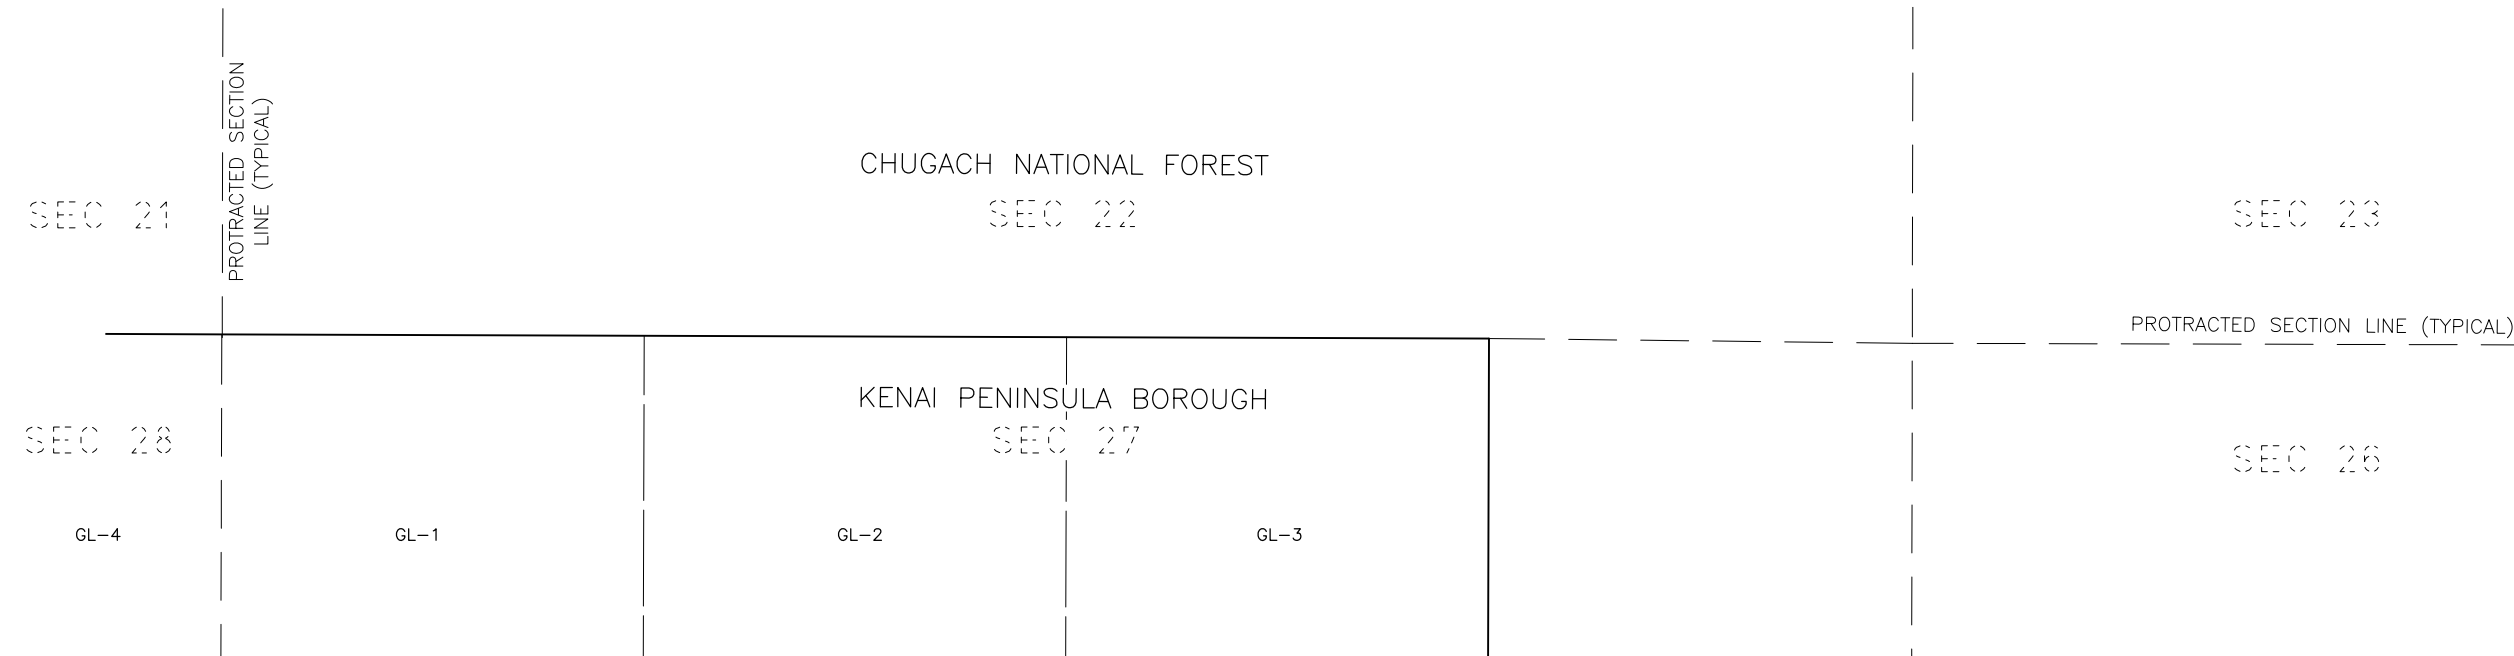 PROTRACTED SECTION
LINE (TYPICAL)
CHUGACH NATIONAL FOREST
SEC 21
SEC 22
SEC 23
PROTRACTED SECTION LINE (TYPICAL)
KENAI PENINSULA BOROUGH
SEC 28
SEC 27
SEC 26
GL-4
GL-1
GL-2
GL-3